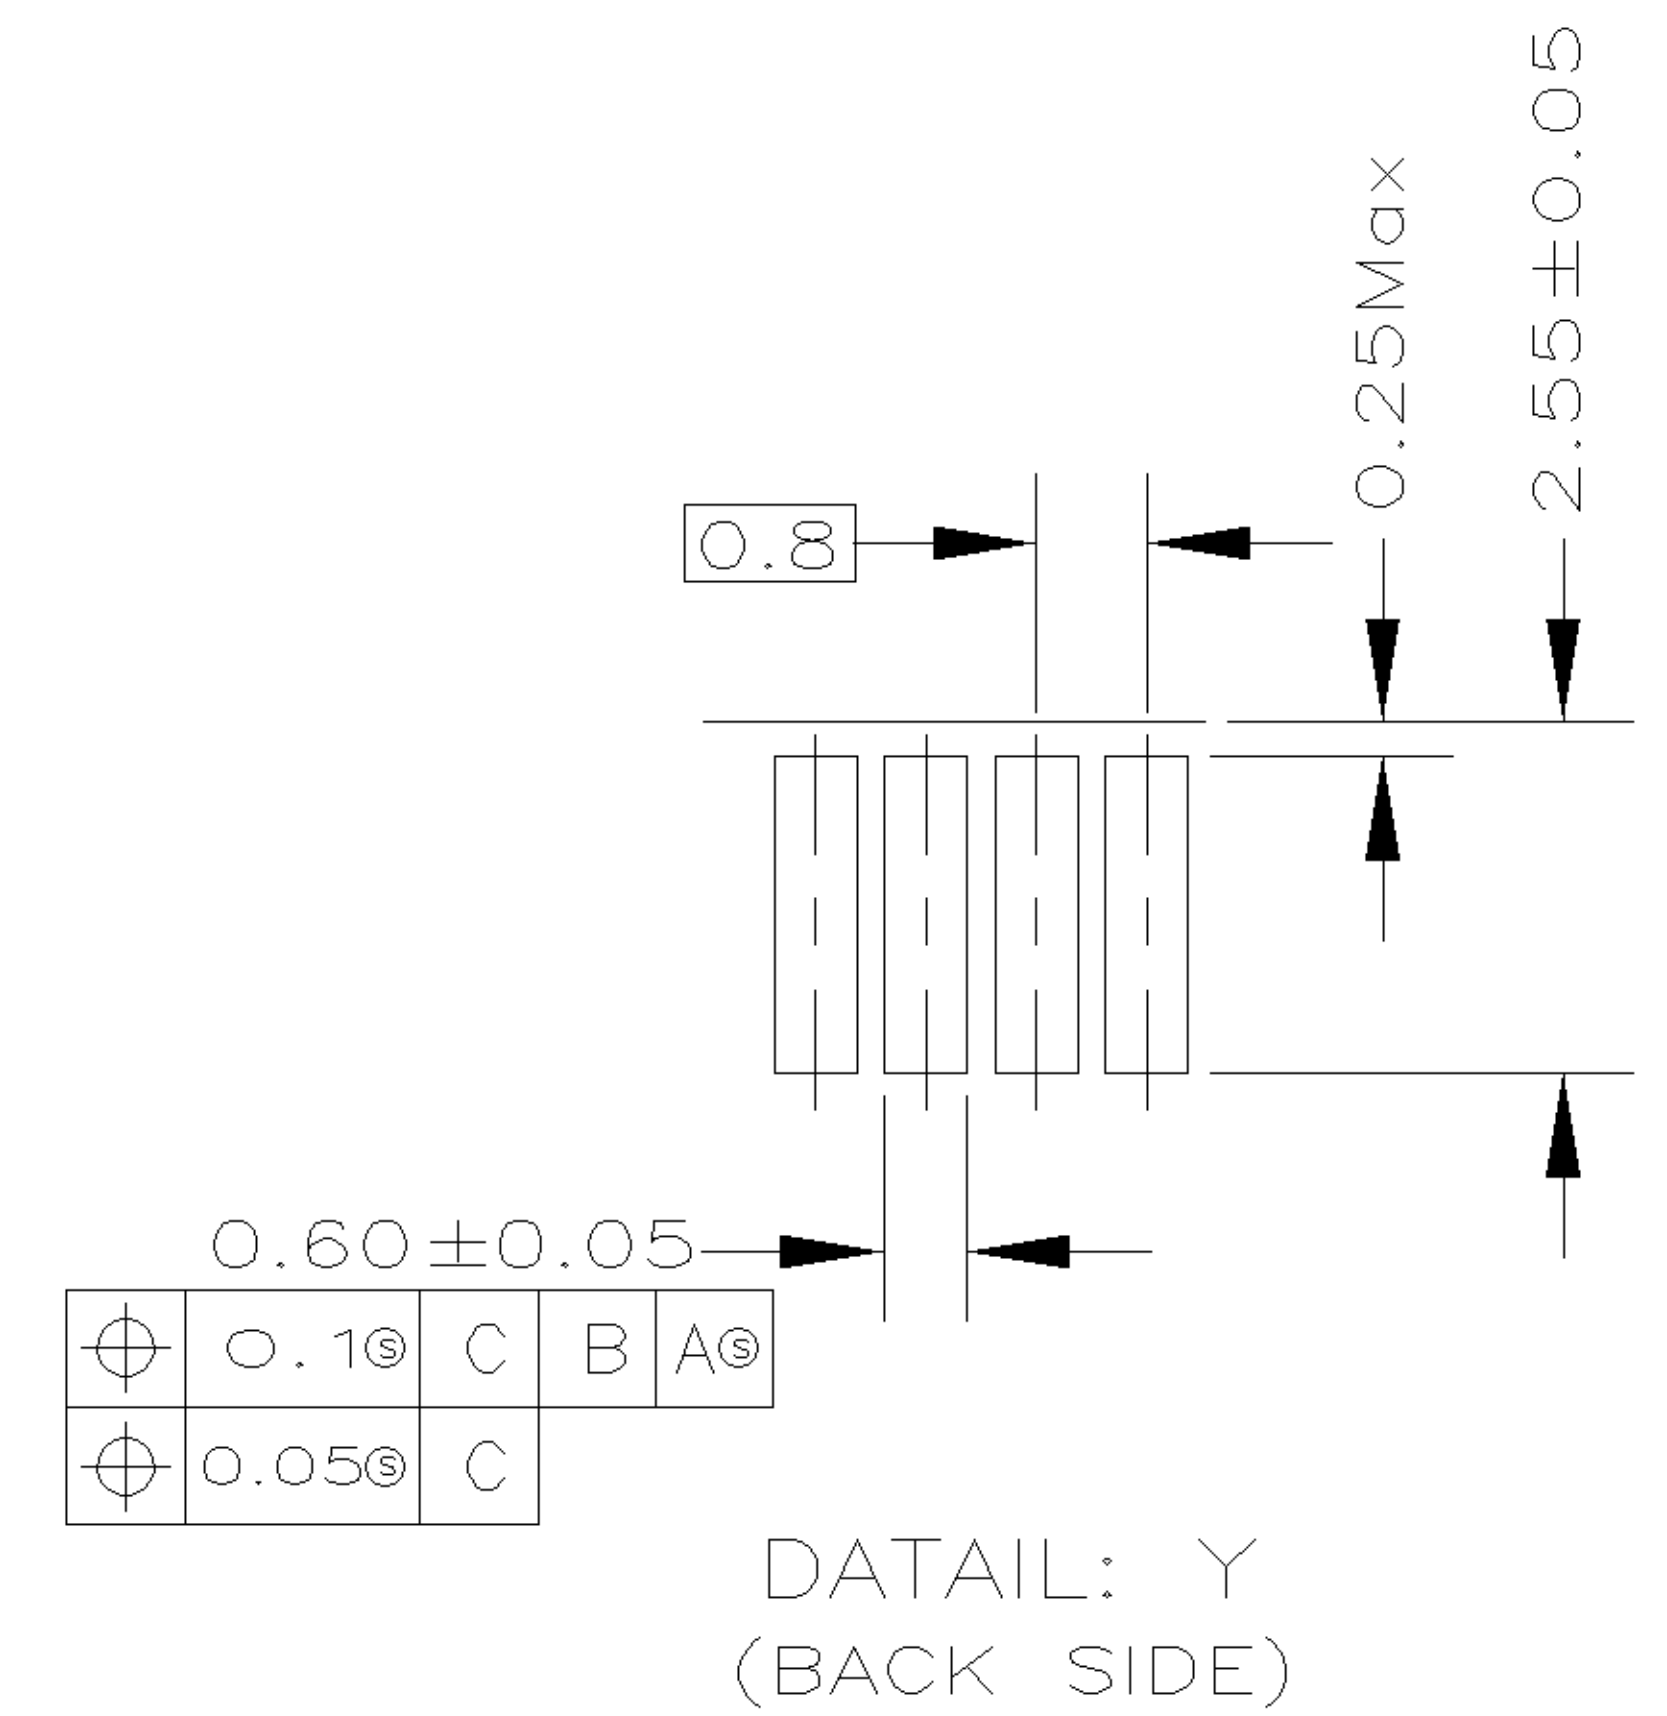 2.55±0.05
0.25Max
0.8
0.60±0.05
⌖ 0.1Ⓢ C B AⓈ
⌖ 0.05Ⓢ C
DATAIL: Y
(BACK SIDE)